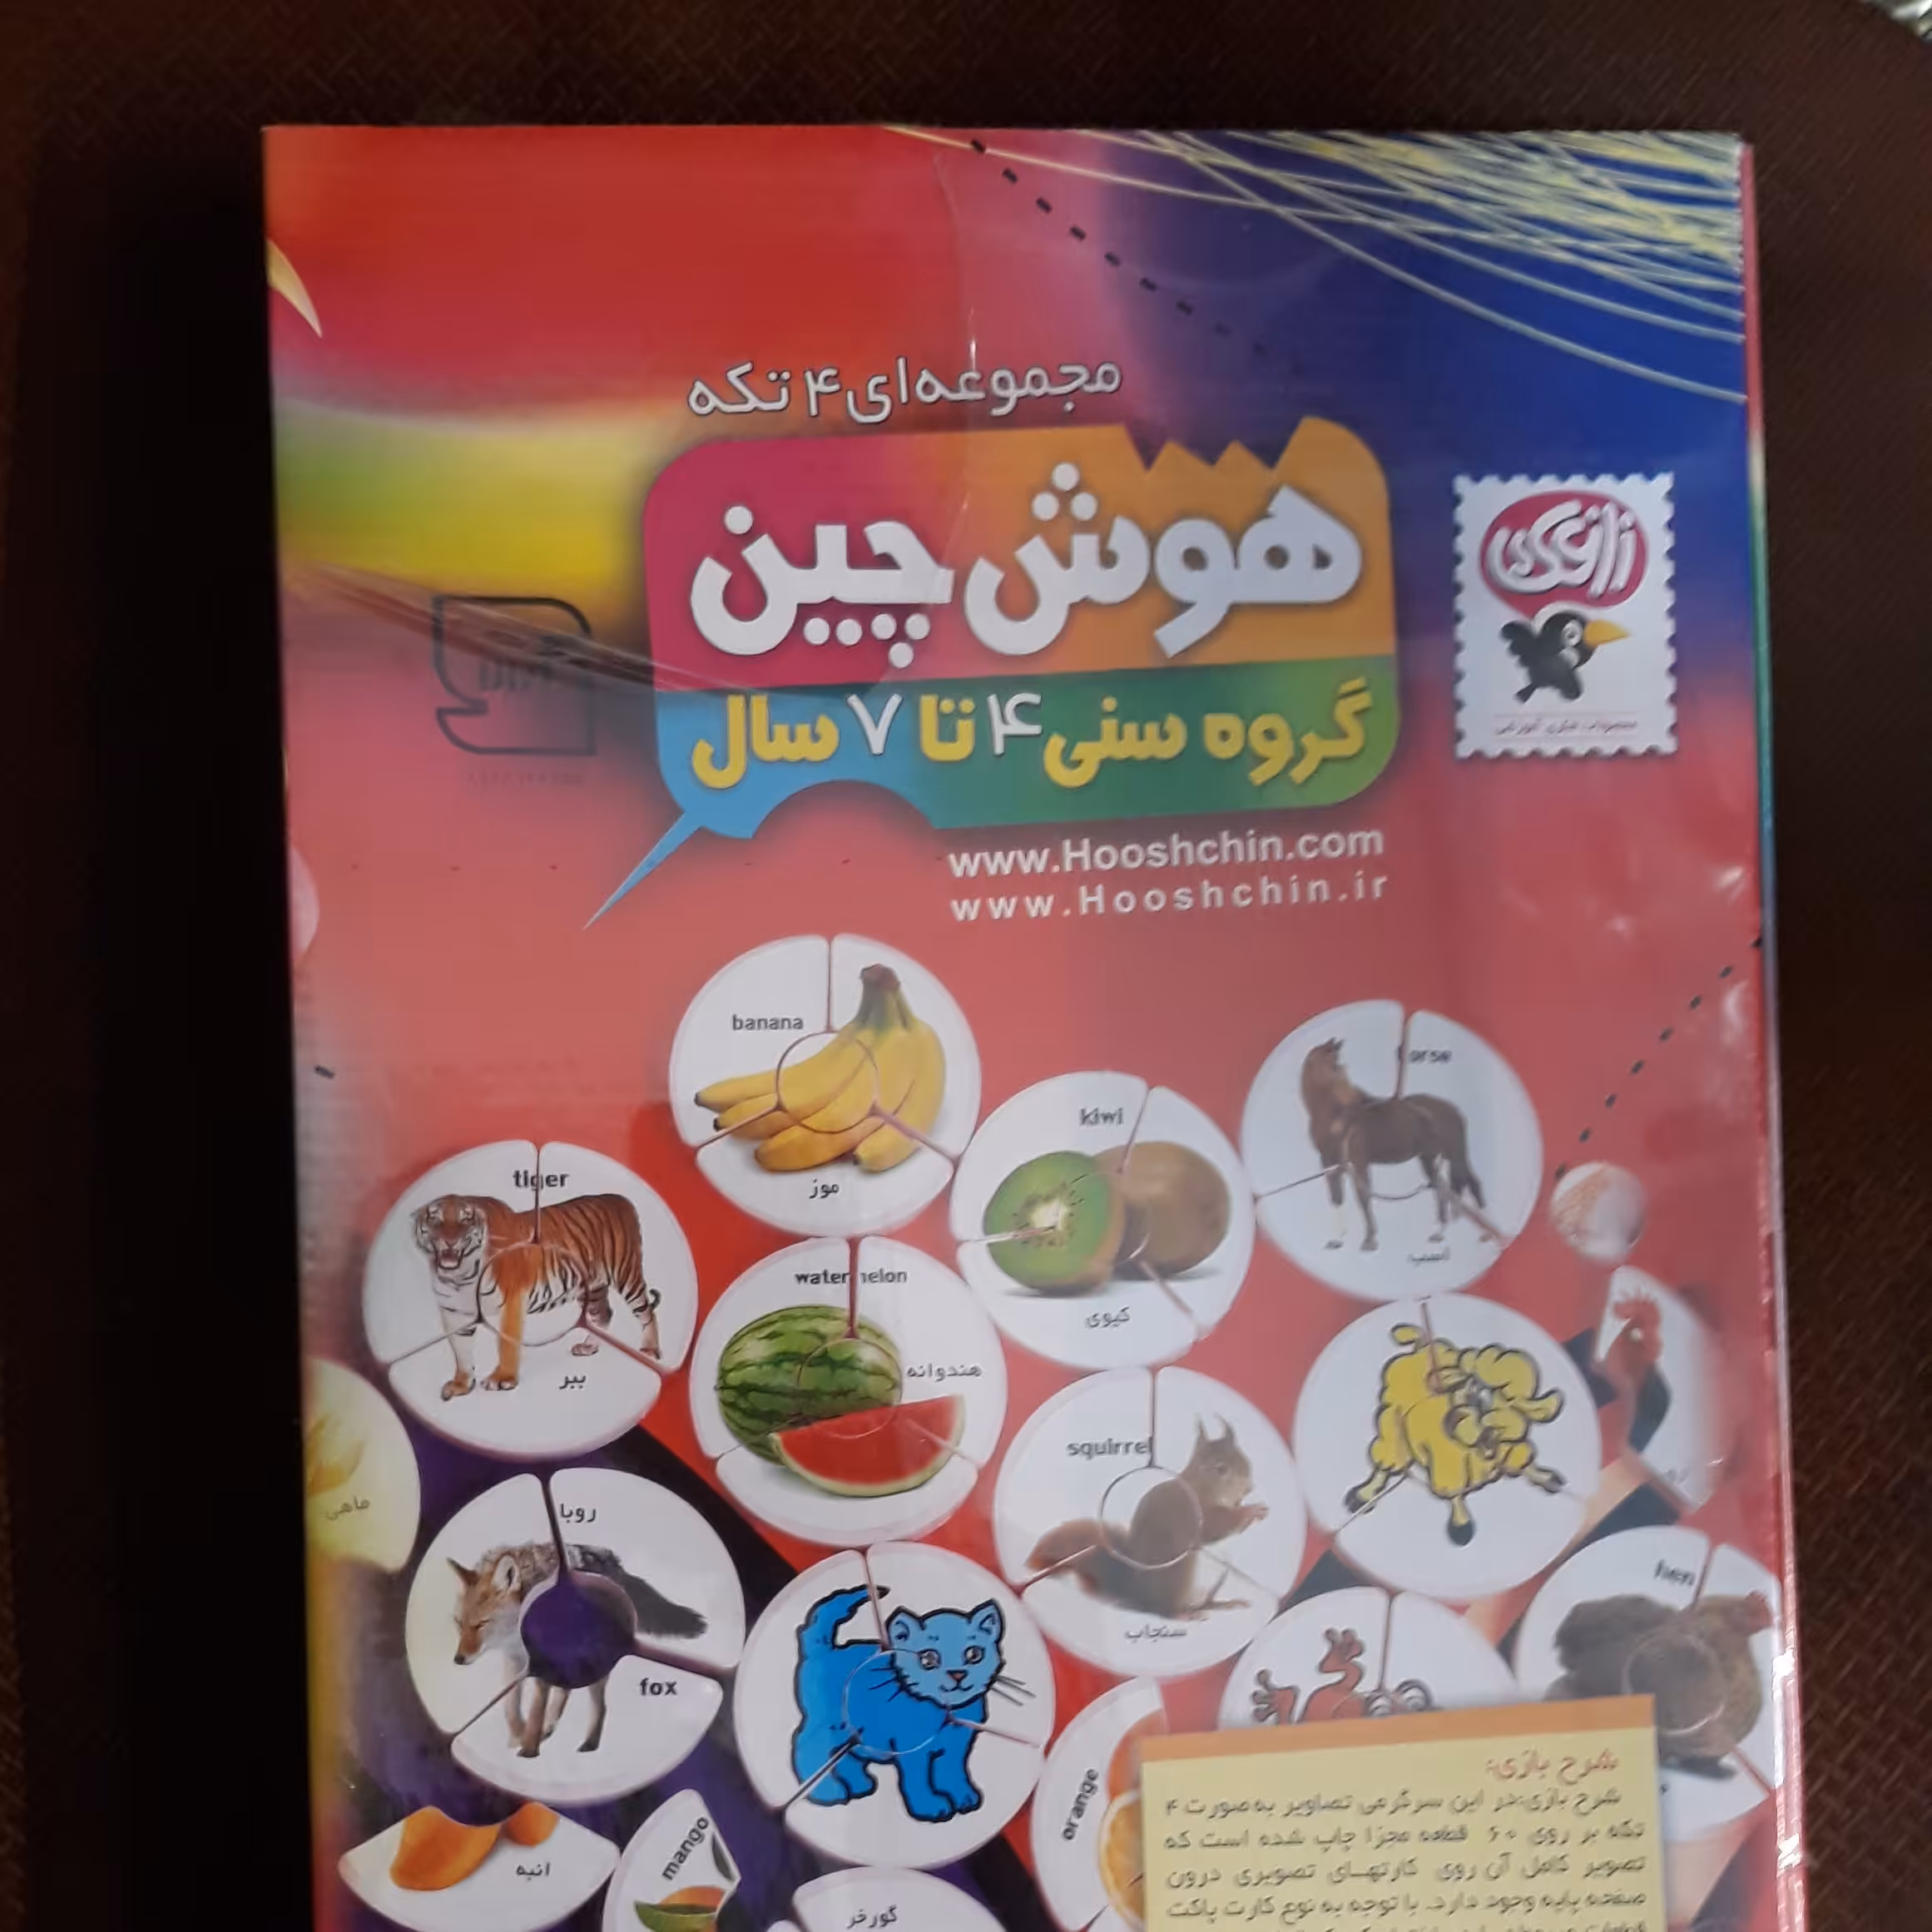 مجموعه‌ای ۴ تکه
هوش چین
گروه سنی ۴ تا ۷ سال
www.Hooshchin.com
www.Hooshchin.ir
زاغکی
banana
موز
kiwi
کیوی
اسب
tiger
ببر
watermelon
هندوانه
squirrel
سنجاب
ماهی
روبا
fox
hen
orange
mango
انبه
گورخر
شرح بازی:
شرح بازی:در این سرگرمی تصاویر به صورت ۴
تکه بر روی ۶۰ قطعه مجزا چاپ شده است که
تصویر کامل آن روی کارتهای تصویری درون
صفحه پایه وجود دارد. با توجه به نوع کارت پاکت